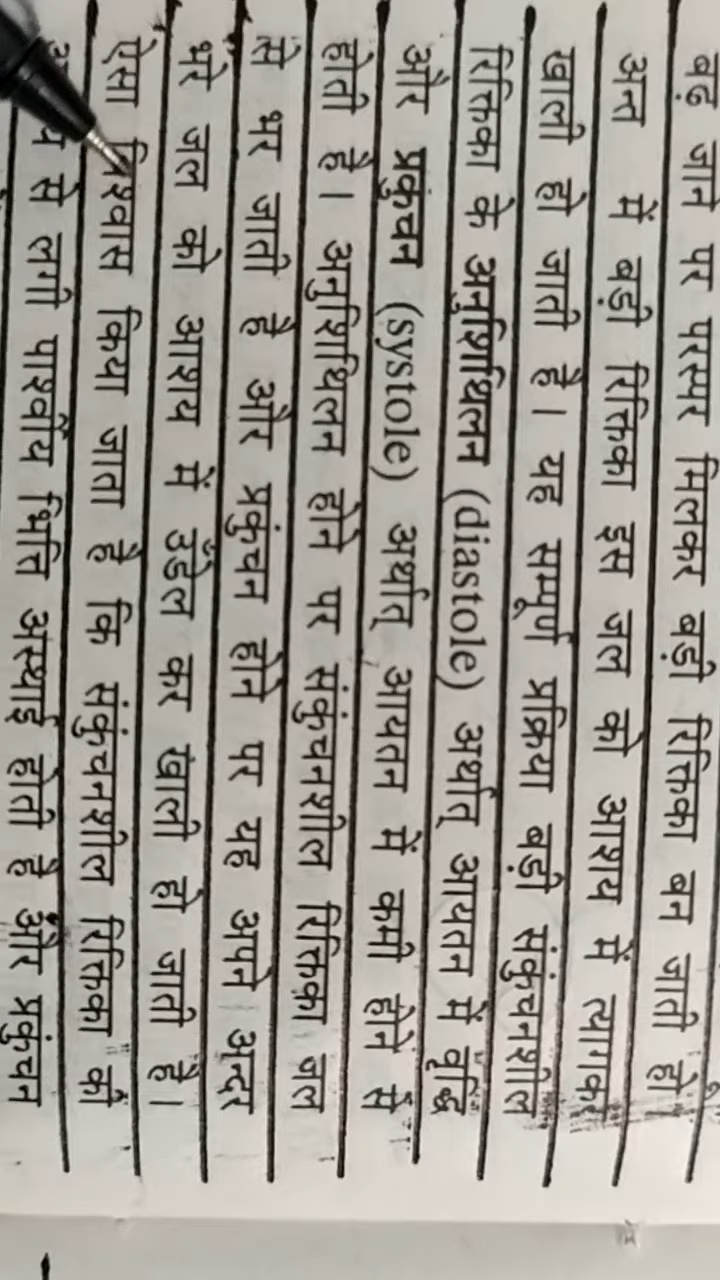 बढ़ जाने पर परस्पर मिलकर बड़ी रिक्तिका बन जाती हो।
अन्त में बड़ी रिक्तिका इस जल को आशय में त्यागकर
खाली हो जाती है। यह सम्पूर्ण प्रक्रिया बड़ी संकुंचनशील
रिक्तिका के अनुशिथिलन (diastole) अर्थात् आयतन में वृद्धि
और प्रकुंचन (systole) अर्थात् आयतन में कमी होने से
होती है। अनुशिथिलन होने पर संकुंचनशील रिक्तिका जल
से भर जाती है और प्रकुंचन होने पर यह अपने अन्दर
भरे जल को आशय में उंडेल कर खाली हो जाती है।
ऐसा विश्वास किया जाता है कि संकुंचनशील रिक्तिका की
से लगी पार्श्वीय भित्ति अस्थाई होती है और प्रकुंचन